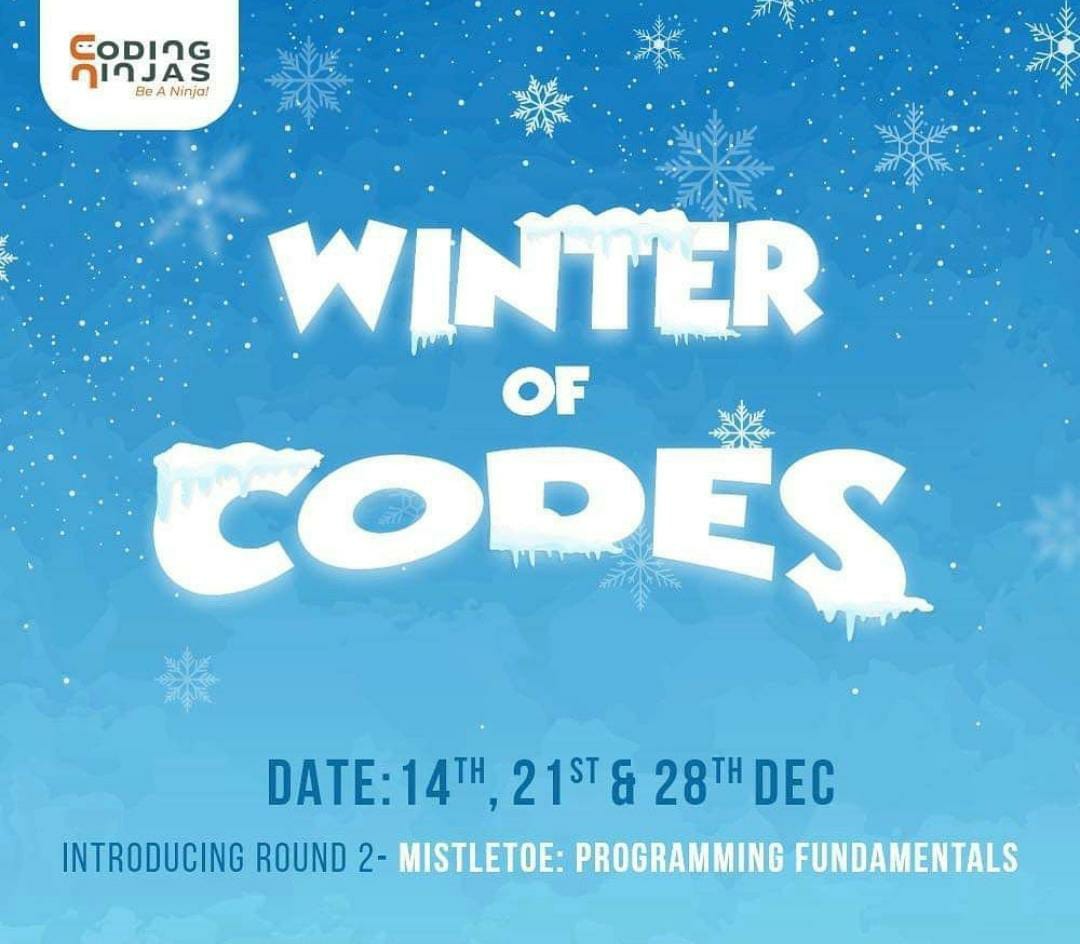 CODING
NINJAS
Be A Ninja!
WINTER
OF
CODES
DATE: 14TH, 21ST & 28TH DEC
INTRODUCING ROUND 2- MISTLETOE: PROGRAMMING FUNDAMENTALS